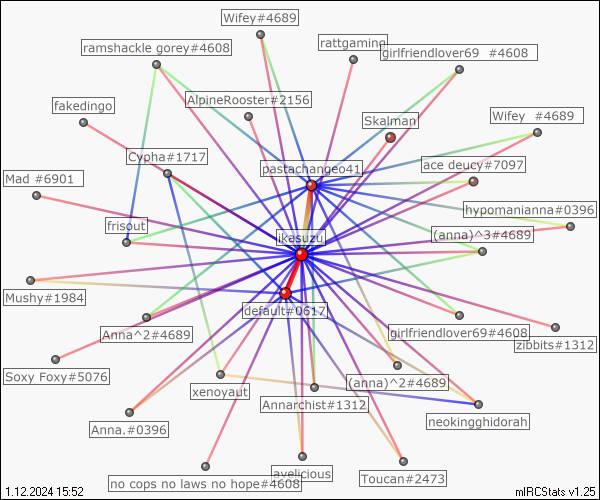 Wifey#4689
rattgaming
ramshackle gorey#4608
girlfriendlover69 #4608
AlpineRooster#2156
fakedingo
Skalman
Wifey #4689
Cypha#1717
pastachangeo41
ace deucy#7097
Mad #6901
hypomanianna#0396
frisout
ikasuzu
(anna)^3#4689
Mushy#1984
default#0617
Anna^2#4689
girlfriendlover69#4608
zibbits#1312
Soxy Foxy#5076
(anna)^2#4689
xenoyaut
Annarchist#1312
neokingghidorah
Anna.#0396
avelicious
Toucan#2473
no cops no laws no hope#4608
1.12.2024 15:52
mIRCStats v1.25